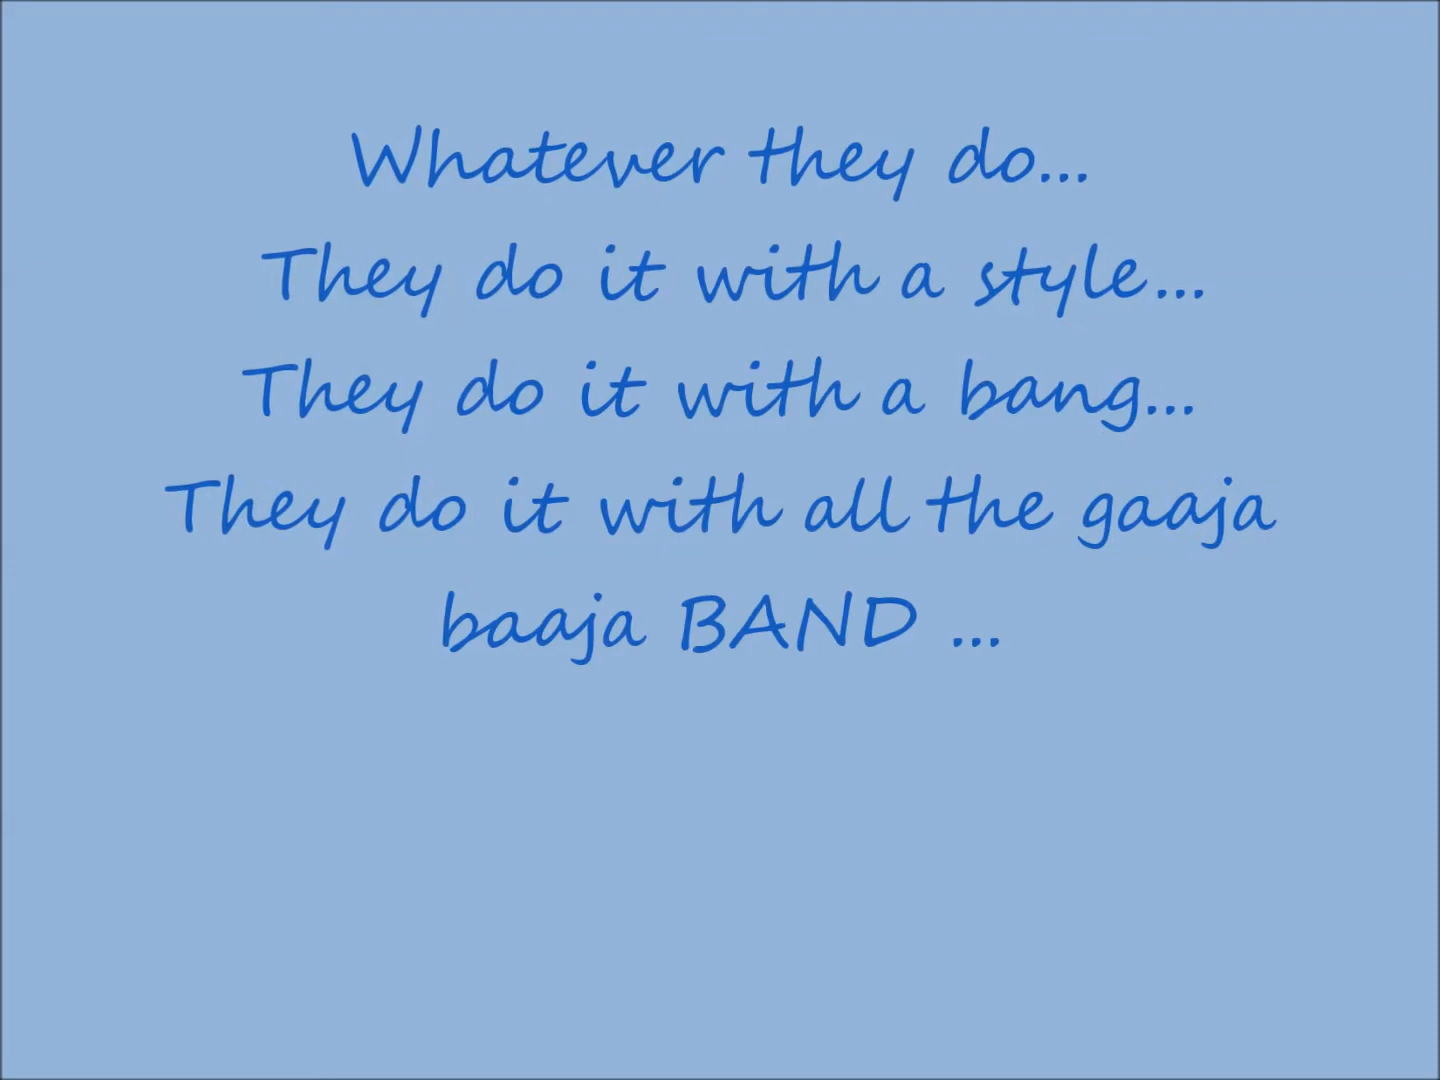 Whatever they do...
They do it with a style...
They do it with a bang...
They do it with all the gaaja
baaja BAND ...